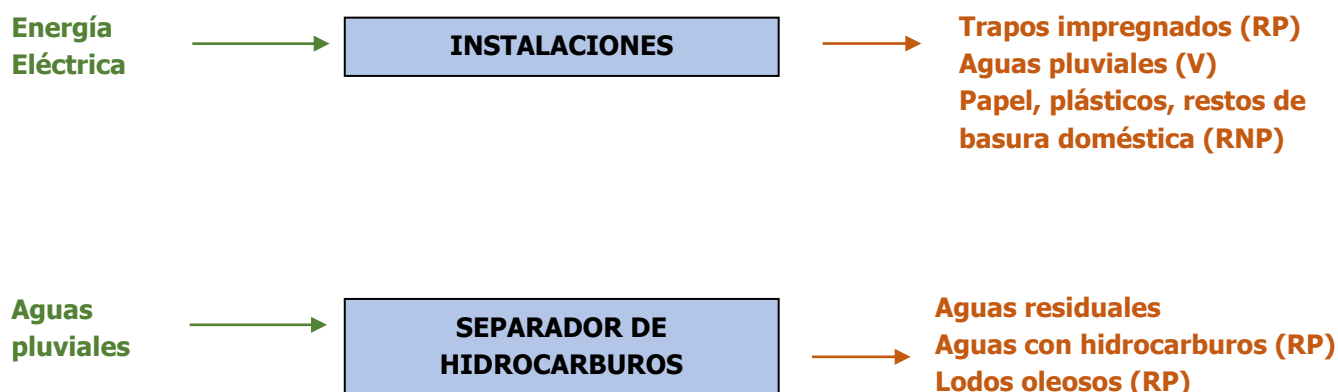 Energía
Eléctrica
INSTALACIONES
Trapos impregnados (RP)
Aguas pluviales (V)
Papel, plásticos, restos de
basura doméstica (RNP)
Aguas
pluviales
SEPARADOR DE
HIDROCARBUROS
Aguas residuales
Aguas con hidrocarburos (RP)
Lodos oleosos (RP)